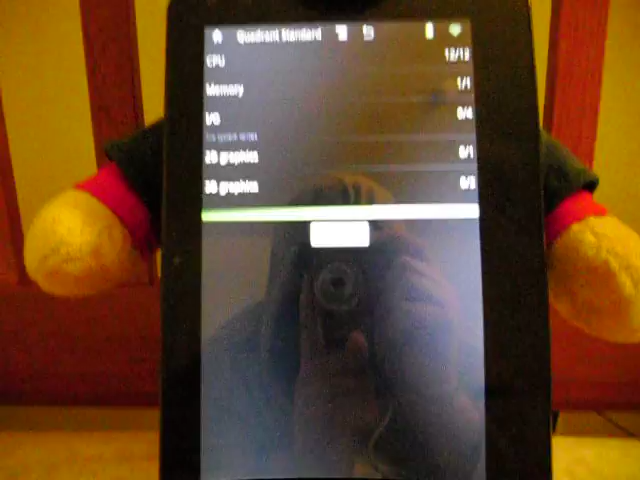 Quadrant Standard
CPU 12/12
Memory 1/1
I/O 0/4
2D graphics 0/1
3D graphics 0/3